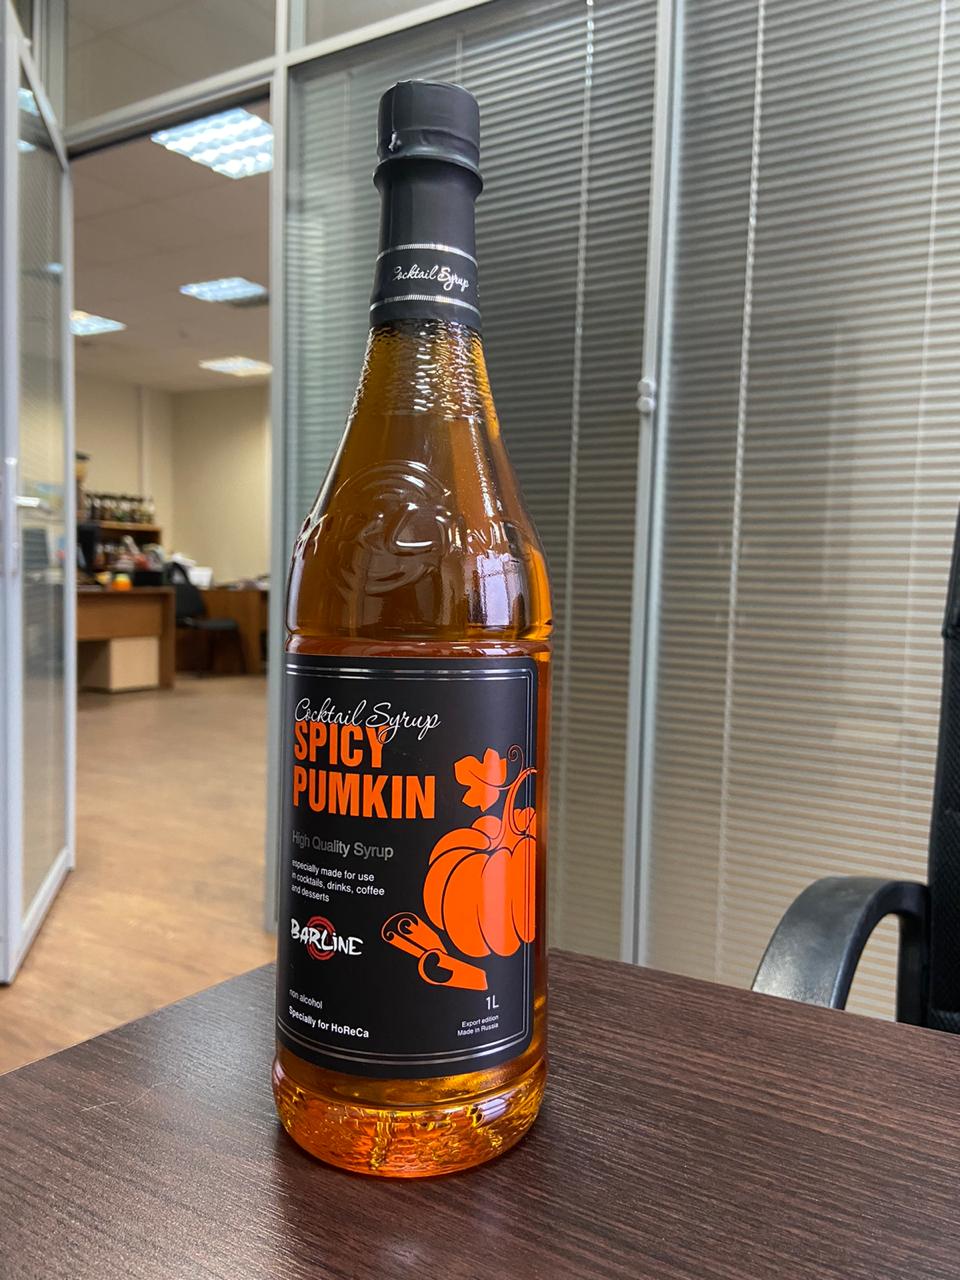 Cocktail Syrup
Cocktail Syrup
SPICY
PUMKIN
High Quality Syrup
especially made for use
in cocktails, drinks, coffee
and desserts
BARLINE
non alcohol
Specially for HoReCa
1L
Export edition
Made in Russia